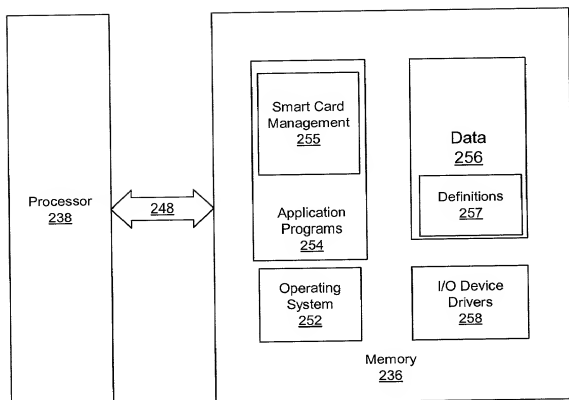 Processor
238
248
Smart Card
Management
255
Application
Programs
254
Operating
System
252
Data
256
Definitions
257
I/O Device
Drivers
258
Memory
236